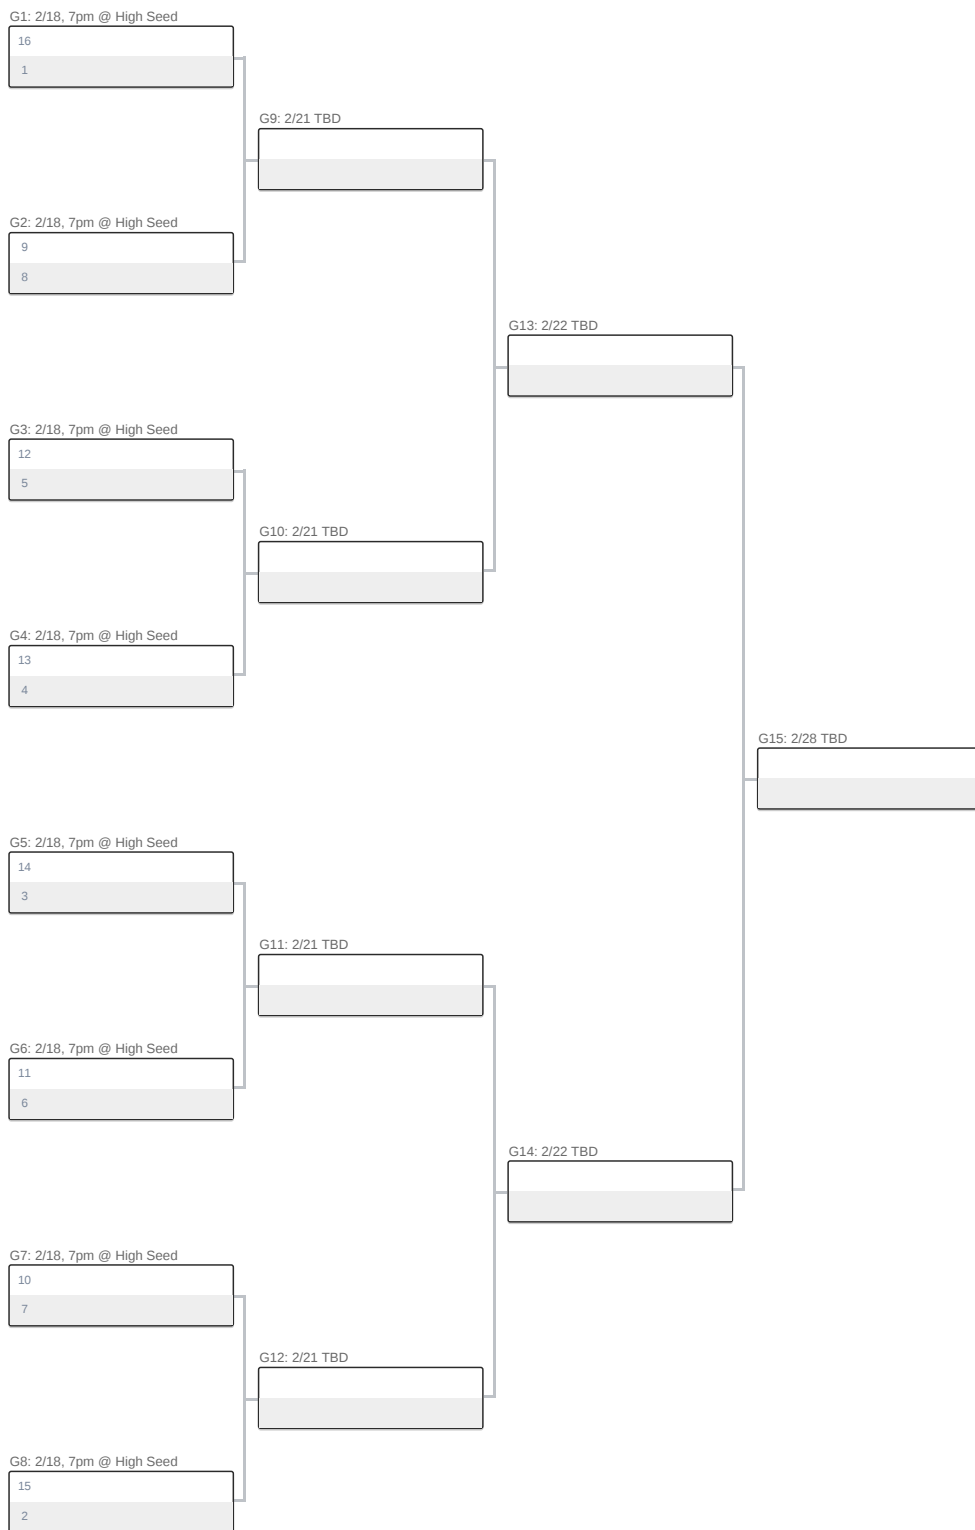 G1: 2/18, 7pm @ High Seed
16
1
G9: 2/21 TBD
G2: 2/18, 7pm @ High Seed
9
8
G13: 2/22 TBD
G3: 2/18, 7pm @ High Seed
12
5
G10: 2/21 TBD
G4: 2/18, 7pm @ High Seed
13
4
G15: 2/28 TBD
G5: 2/18, 7pm @ High Seed
14
3
G11: 2/21 TBD
G6: 2/18, 7pm @ High Seed
11
6
G14: 2/22 TBD
G7: 2/18, 7pm @ High Seed
10
7
G12: 2/21 TBD
G8: 2/18, 7pm @ High Seed
15
2